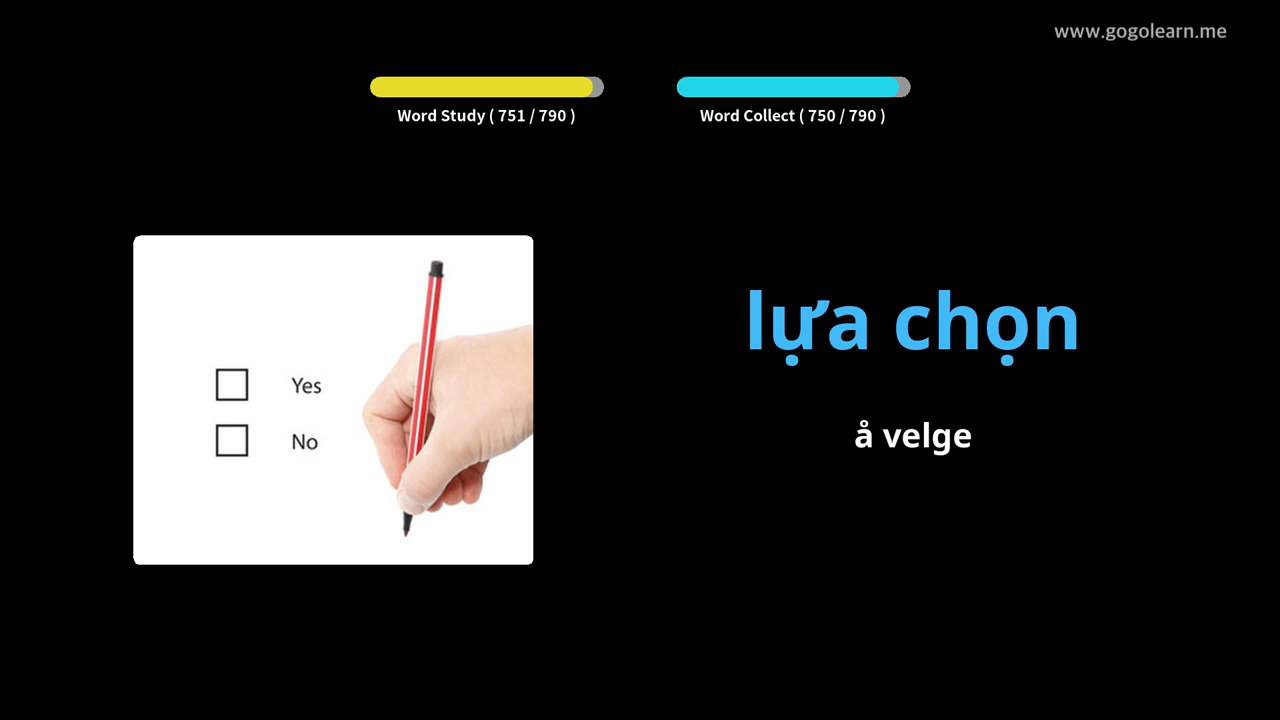 www.gogolearn.me
Word Study ( 751 / 790 )
Word Collect ( 750 / 790 )
lựa chọn
å velge
Yes
No